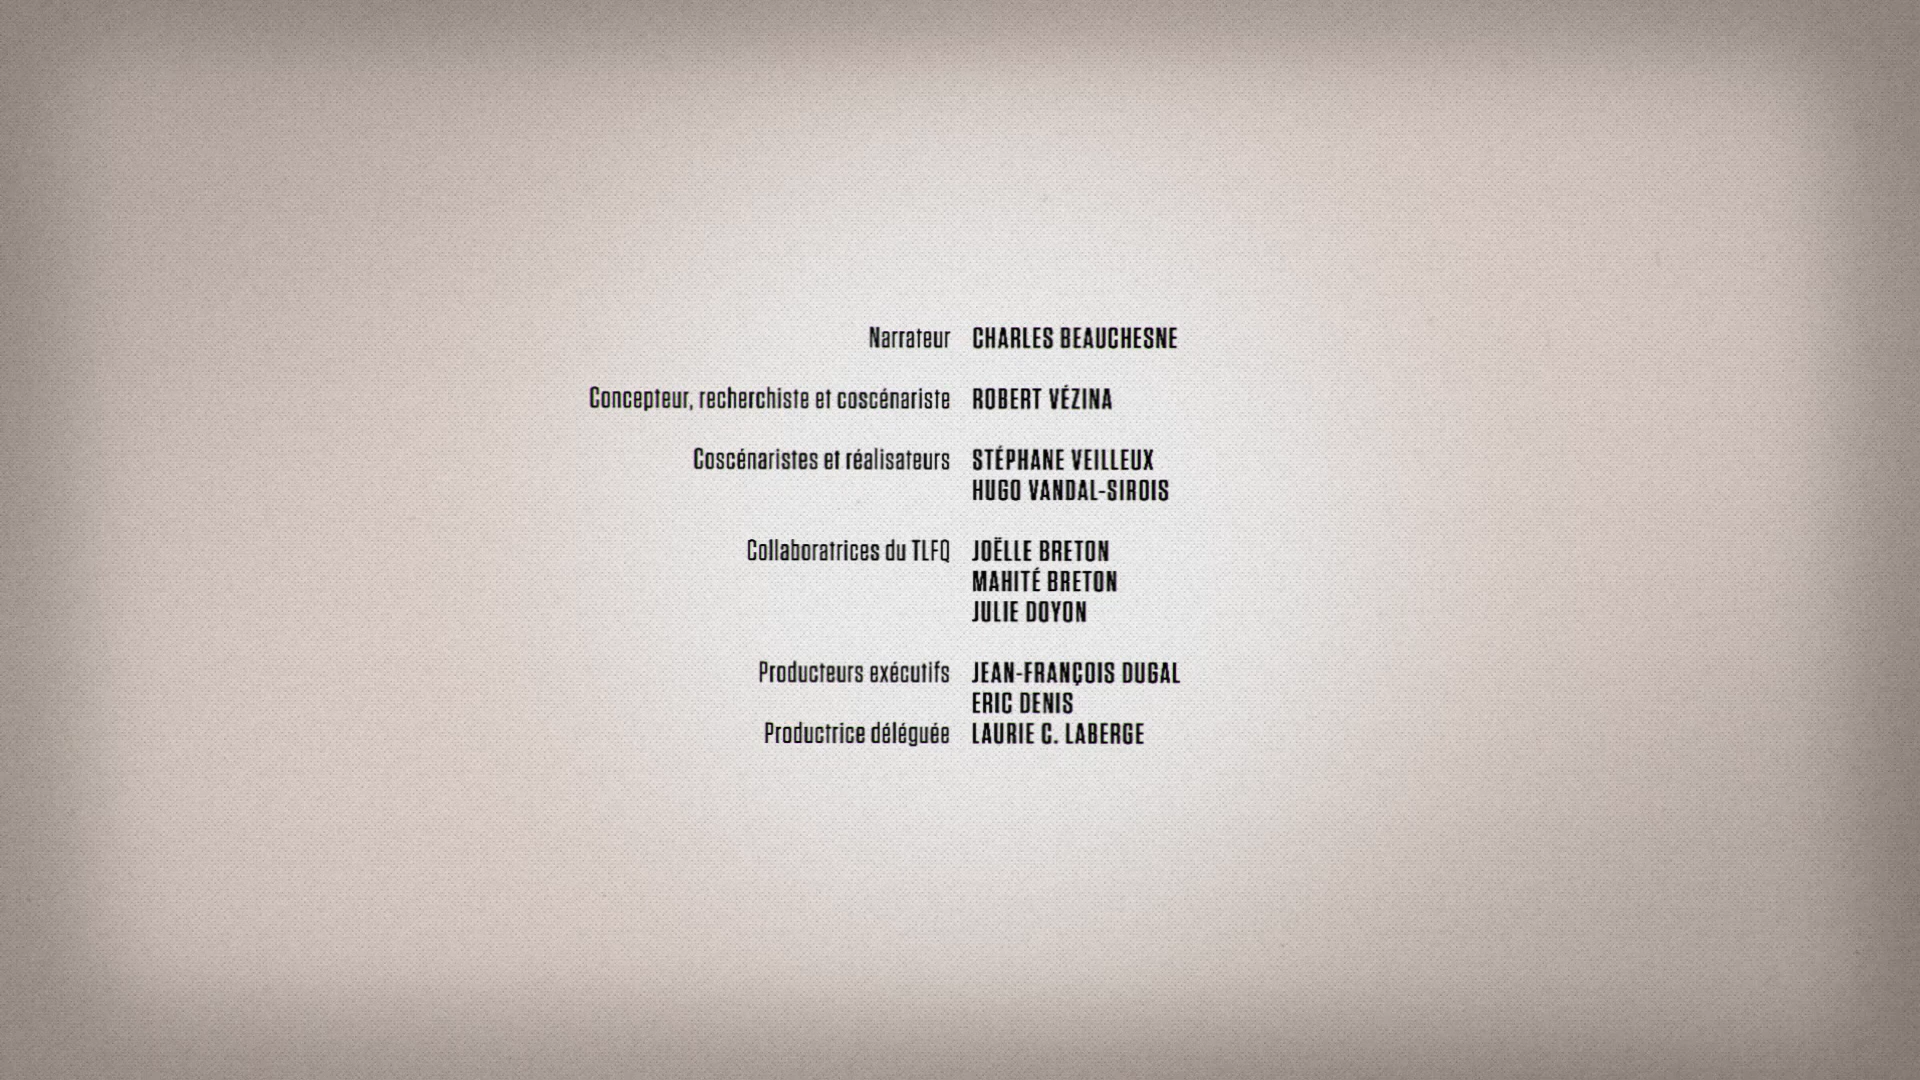 Narrateur CHARLES BEAUCHESNE
Concepteur, recherchiste et coscénariste ROBERT VÉZINA
Coscénaristes et réalisateurs STÉPHANE VEILLEUX
HUGO VANDAL-SIROIS
Collaboratrices du TLFQ JOËLLE BRETON
MAHITÉ BRETON
JULIE DOYON
Producteurs exécutifs JEAN-FRANÇOIS DUGAL
ERIC DENIS
Productrice déléguée LAURIE C. LABERGE